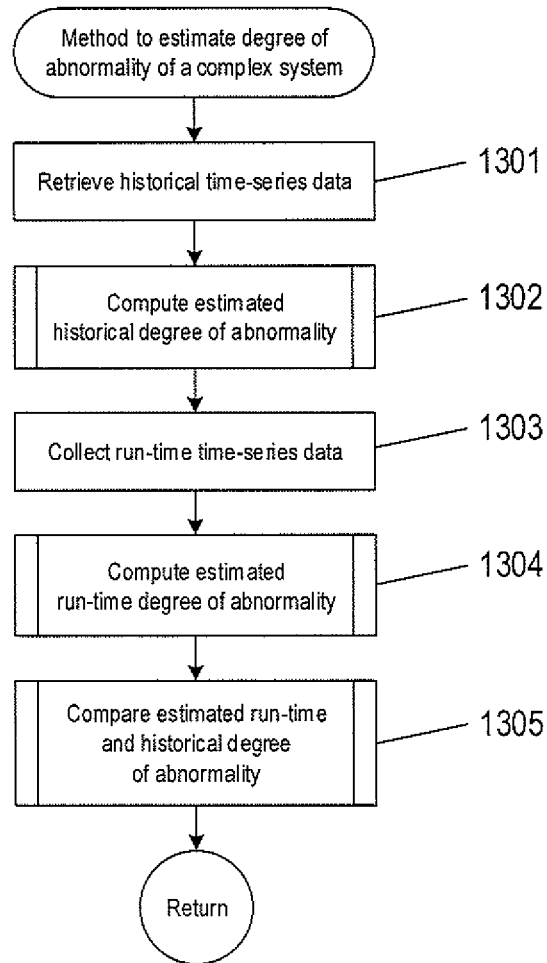 Method to estimate degree of
abnormality of a complex system
Retrieve historical time-series data
1301
Compute estimated
historical degree of abnormality
1302
Collect run-time time-series data
1303
Compute estimated
run-time degree of abnormality
1304
Compare estimated run-time
and historical degree
of abnormality
1305
Return